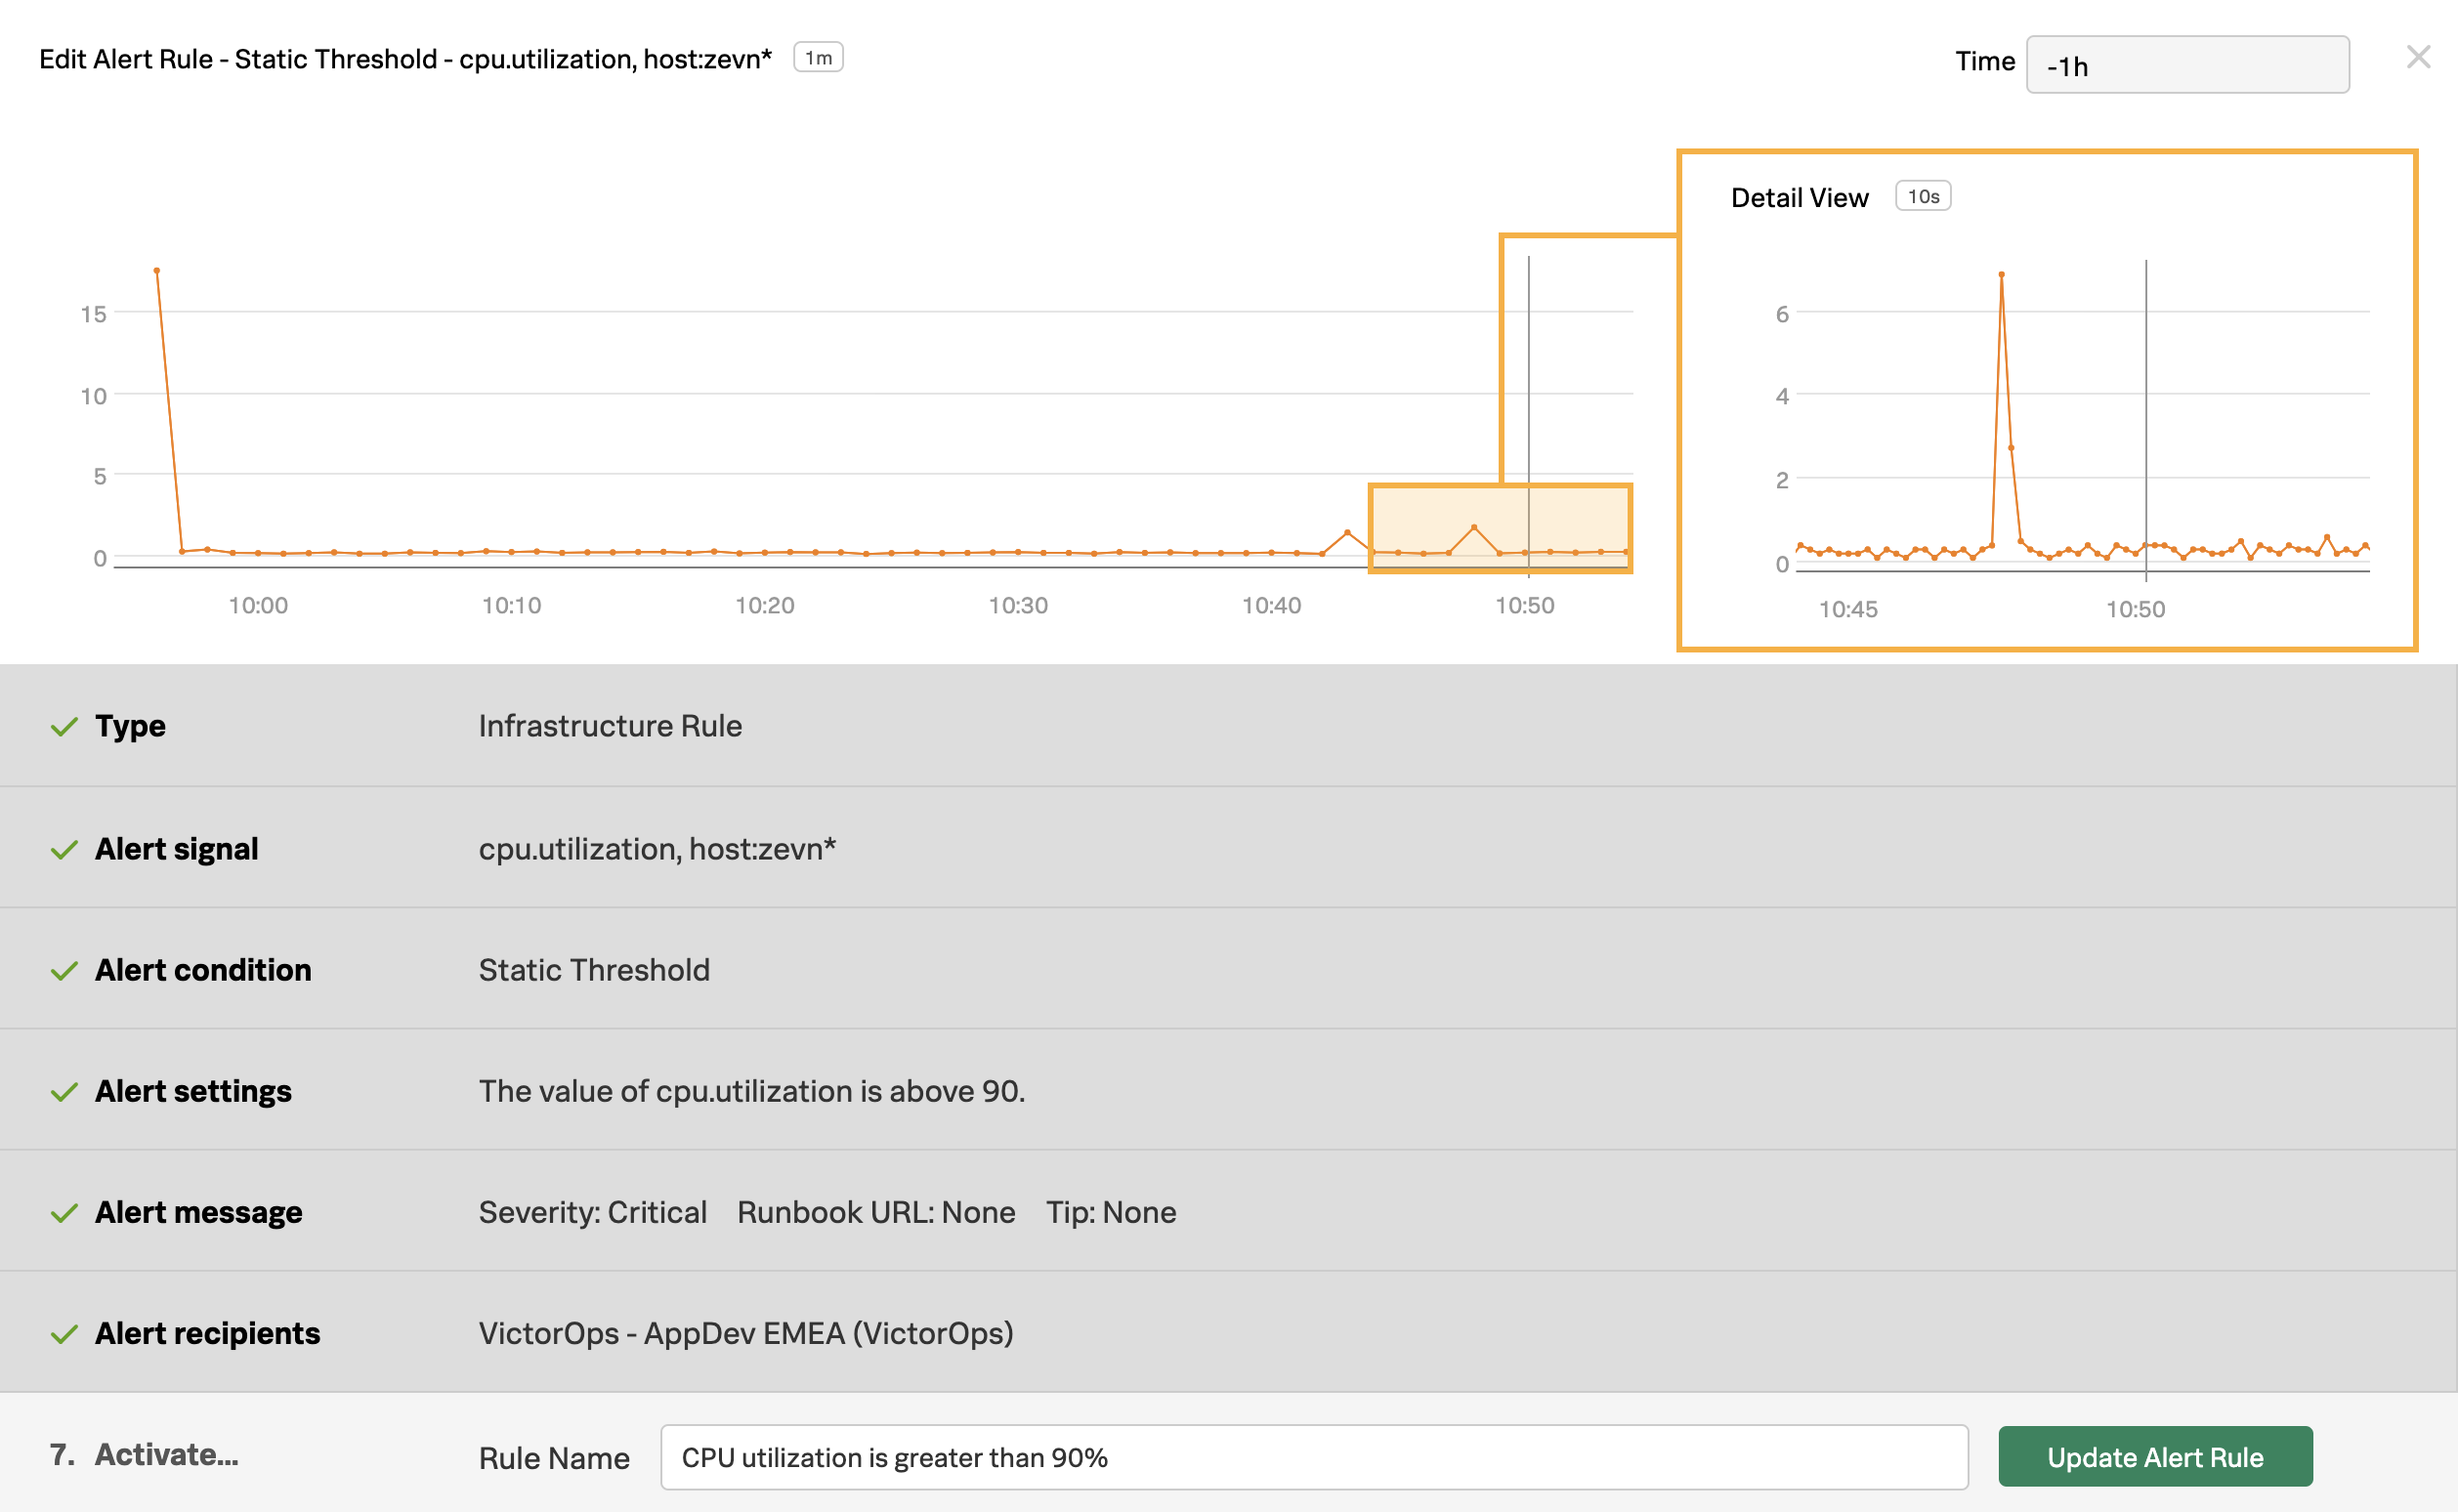 Edit Alert Rule - Static Threshold - cpu.utilization, host:zevn* 1m
Time -1h
Detail View 10s
15
10
5
0
10:00 10:10 10:20 10:30 10:40 10:50
6
4
2
0
10:45 10:50
Type Infrastructure Rule
Alert signal cpu.utilization, host:zevn*
Alert condition Static Threshold
Alert settings The value of cpu.utilization is above 90.
Alert message Severity: Critical Runbook URL: None Tip: None
Alert recipients VictorOps - AppDev EMEA (VictorOps)
7. Activate... Rule Name CPU utilization is greater than 90% Update Alert Rule